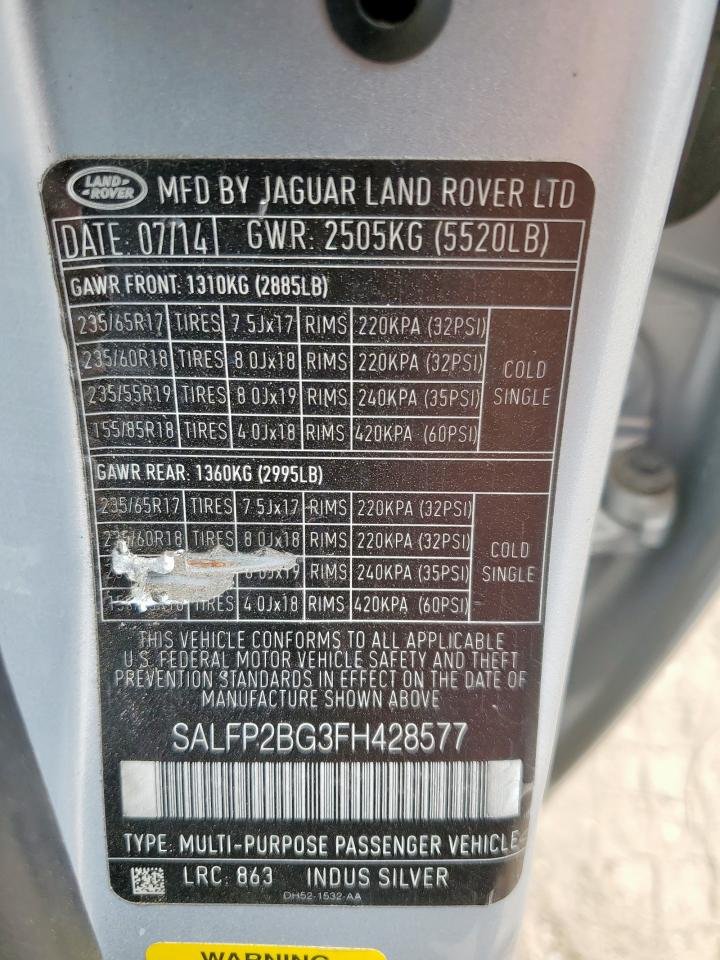 LAND ROVER MFD BY JAGUAR LAND ROVER LTD
DATE: 07/14 GWR: 2505KG (5520LB)
GAWR FRONT: 1310KG (2885LB)
235/65R17 TIRES 7.5Jx17 RIMS 220KPA (32PSI)
235/60R18 TIRES 8.0Jx18 RIMS 220KPA (32PSI) COLD
235/55R19 TIRES 8.0Jx19 RIMS 240KPA (35PSI) SINGLE
155/85R18 TIRES 4.0Jx18 RIMS 420KPA (60PSI)
GAWR REAR: 1360KG (2995LB)
235/65R17 TIRES 7.5Jx17 RIMS 220KPA (32PSI)
235/60R18 TIRES 8.0Jx18 RIMS 220KPA (32PSI) COLD
RIMS 240KPA (35PSI) SINGLE
TIRES 4.0Jx18 RIMS 420KPA (60PSI)
THIS VEHICLE CONFORMS TO ALL APPLICABLE
U.S. FEDERAL MOTOR VEHICLE SAFETY AND THEFT
PREVENTION STANDARDS IN EFFECT ON THE DATE OF
MANUFACTURE SHOWN ABOVE
SALFP2BG3FH428577
TYPE: MULTI-PURPOSE PASSENGER VEHICLE
LRC: 863 INDUS SILVER
DH52-1532-AA
WARNING